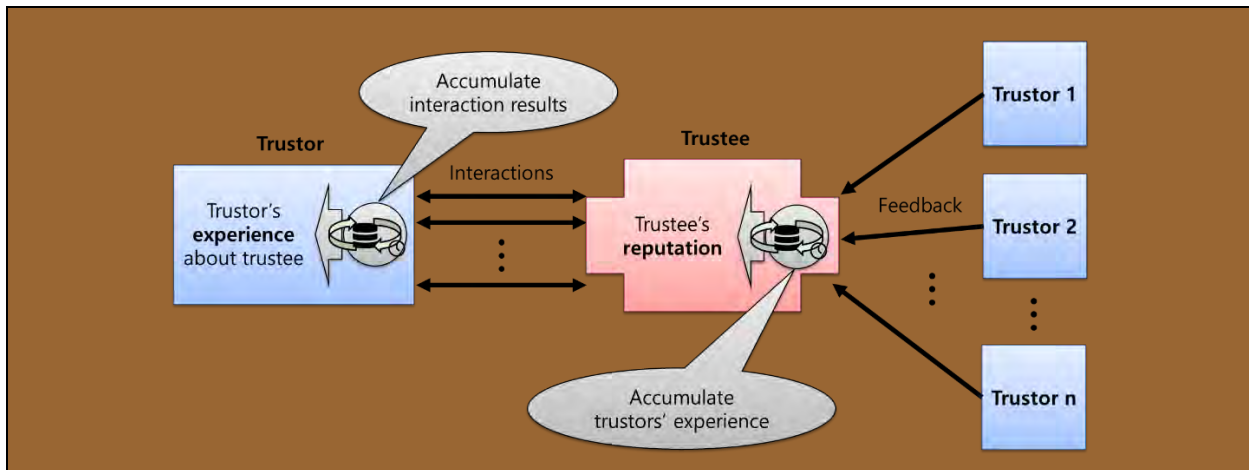 Accumulate
interaction results
Trustor
Trustor's
experience
about trustee
Interactions
Trustee
Trustee's
reputation
Accumulate
trustors' experience
Feedback
Trustor 1
Trustor 2
Trustor n